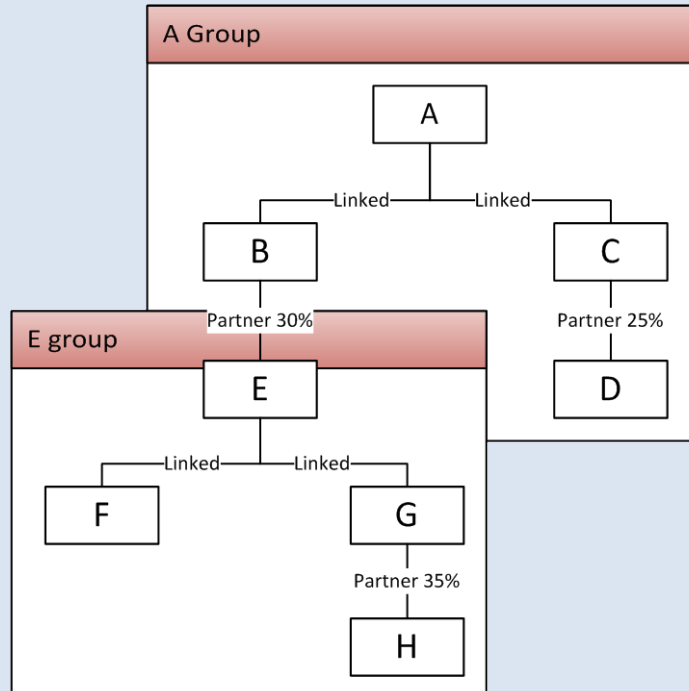 A Group
A
Linked Linked
B C
Partner 30% Partner 25%
E group
E D
Linked Linked
F G
Partner 35%
H